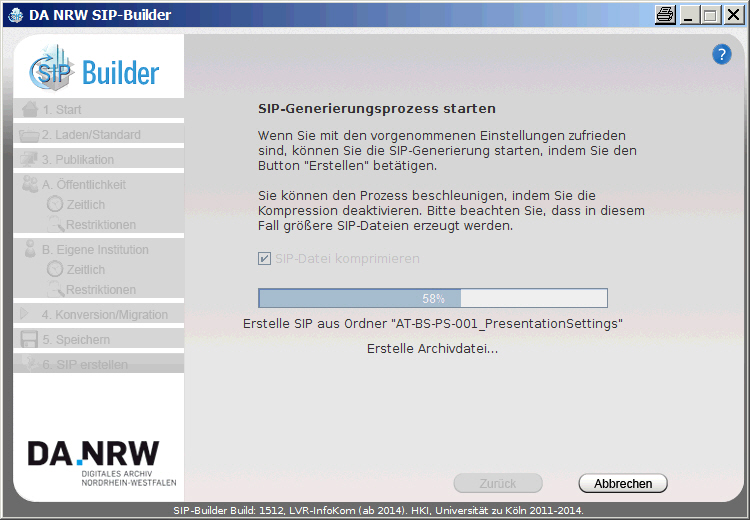 DA NRW SIP-Builder
SIP Builder
?
1. Start
2. Laden/Standard
3. Publikation
A. Öffentlichkeit
Zeitlich
Restriktionen
B. Eigene Institution
Zeitlich
Restriktionen
4. Konversion/Migration
5. Speichern
6. SIP erstellen
DA.NRW
DIGITALES ARCHIV
NORDRHEIN-WESTFALEN
SIP-Generierungsprozess starten
Wenn Sie mit den vorgenommenen Einstellungen zufrieden
sind, können Sie die SIP-Generierung starten, indem Sie den
Button "Erstellen" betätigen.
Sie können den Prozess beschleunigen, indem Sie die
Kompression deaktivieren. Bitte beachten Sie, dass in diesem
Fall größere SIP-Dateien erzeugt werden.
SIP-Datei komprimieren
58%
Erstelle SIP aus Ordner "AT-BS-PS-001_PresentationSettings"
Erstelle Archivdatei...
Zurück
Abbrechen
SIP-Builder Build: 1512, LVR-InfoKom (ab 2014). HKI, Universität zu Köln 2011-2014.